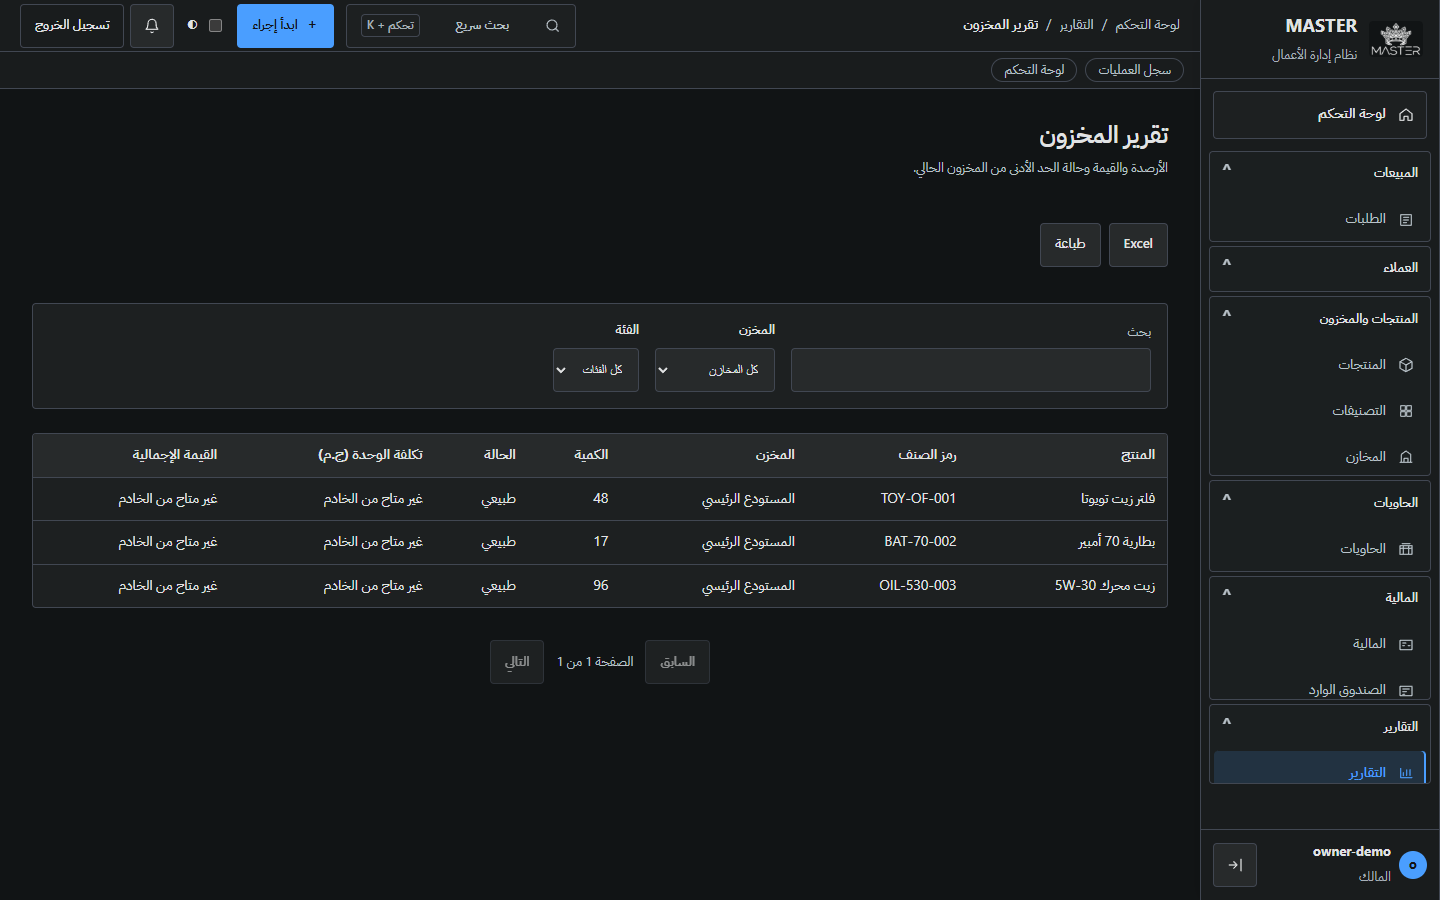 MASTER
نظام إدارة الأعمال
MASTER
لوحة التحكم
المبيعات
الطلبات
العملاء
المنتجات والمخزون
المنتجات
التصنيفات
المخازن
الحاويات
الحاويات
المالية
المالية
الصندوق الوارد
التقارير
التقارير
owner-demo
المالك
o
لوحة التحكم / التقارير / تقرير المخزون
بحث سريع
تحكم + K
+ ابدأ إجراء
تسجيل الخروج
سجل العمليات
لوحة التحكم
تقرير المخزون
الأرصدة والقيمة وحالة الحد الأدنى من المخزون الحالي.
Excel
طباعة
بحث
المخزن
الفئة
كل المخازن
كل الفئات
المنتج رمز الصنف المخزن الكمية الحالة تكلفة الوحدة (ج.م) القيمة الإجمالية
فلتر زيت تويوتا TOY-OF-001 المستودع الرئيسي 48 طبيعي غير متاح من الخادم غير متاح من الخادم
بطارية 70 أمبير BAT-70-002 المستودع الرئيسي 17 طبيعي غير متاح من الخادم غير متاح من الخادم
زيت محرك 5W-30 OIL-530-003 المستودع الرئيسي 96 طبيعي غير متاح من الخادم غير متاح من الخادم
السابق
الصفحة 1 من 1
التالي